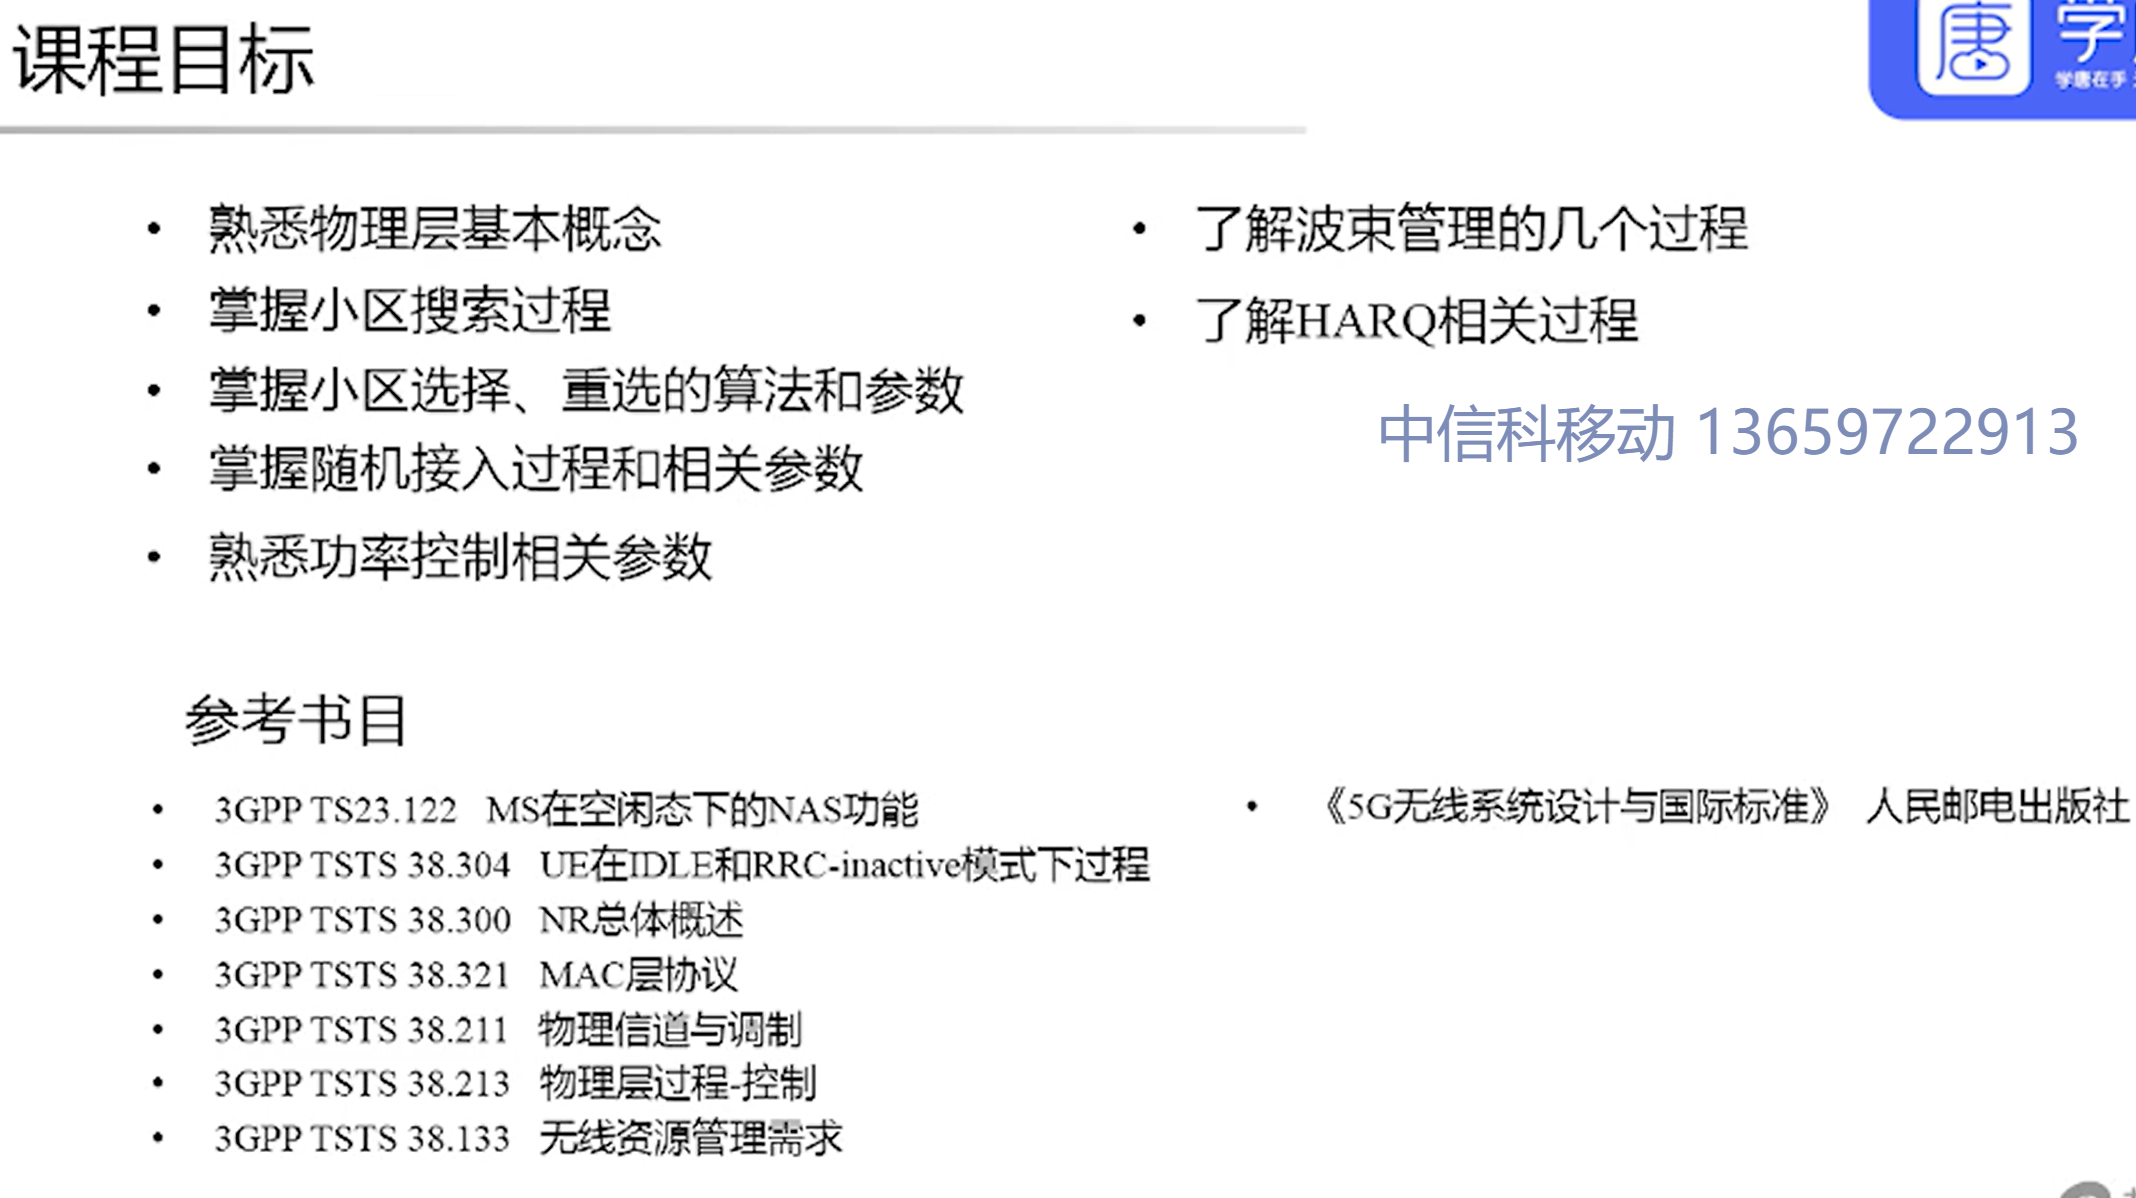 课程目标
学
学唐在手
唐
• 熟悉物理层基本概念
• 掌握小区搜索过程
• 掌握小区选择、重选的算法和参数
• 掌握随机接入过程和相关参数
• 熟悉功率控制相关参数
• 了解波束管理的几个过程
• 了解HARQ相关过程
中信科移动 13659722913
参考书目
• 3GPP TS23.122 MS在空闲态下的NAS功能
• 3GPP TSTS 38.304 UE在IDLE和RRC-inactive模式下过程
• 3GPP TSTS 38.300 NR总体概述
• 3GPP TSTS 38.321 MAC层协议
• 3GPP TSTS 38.211 物理信道与调制
• 3GPP TSTS 38.213 物理层过程-控制
• 3GPP TSTS 38.133 无线资源管理需求
• 《5G无线系统设计与国际标准》 人民邮电出版社